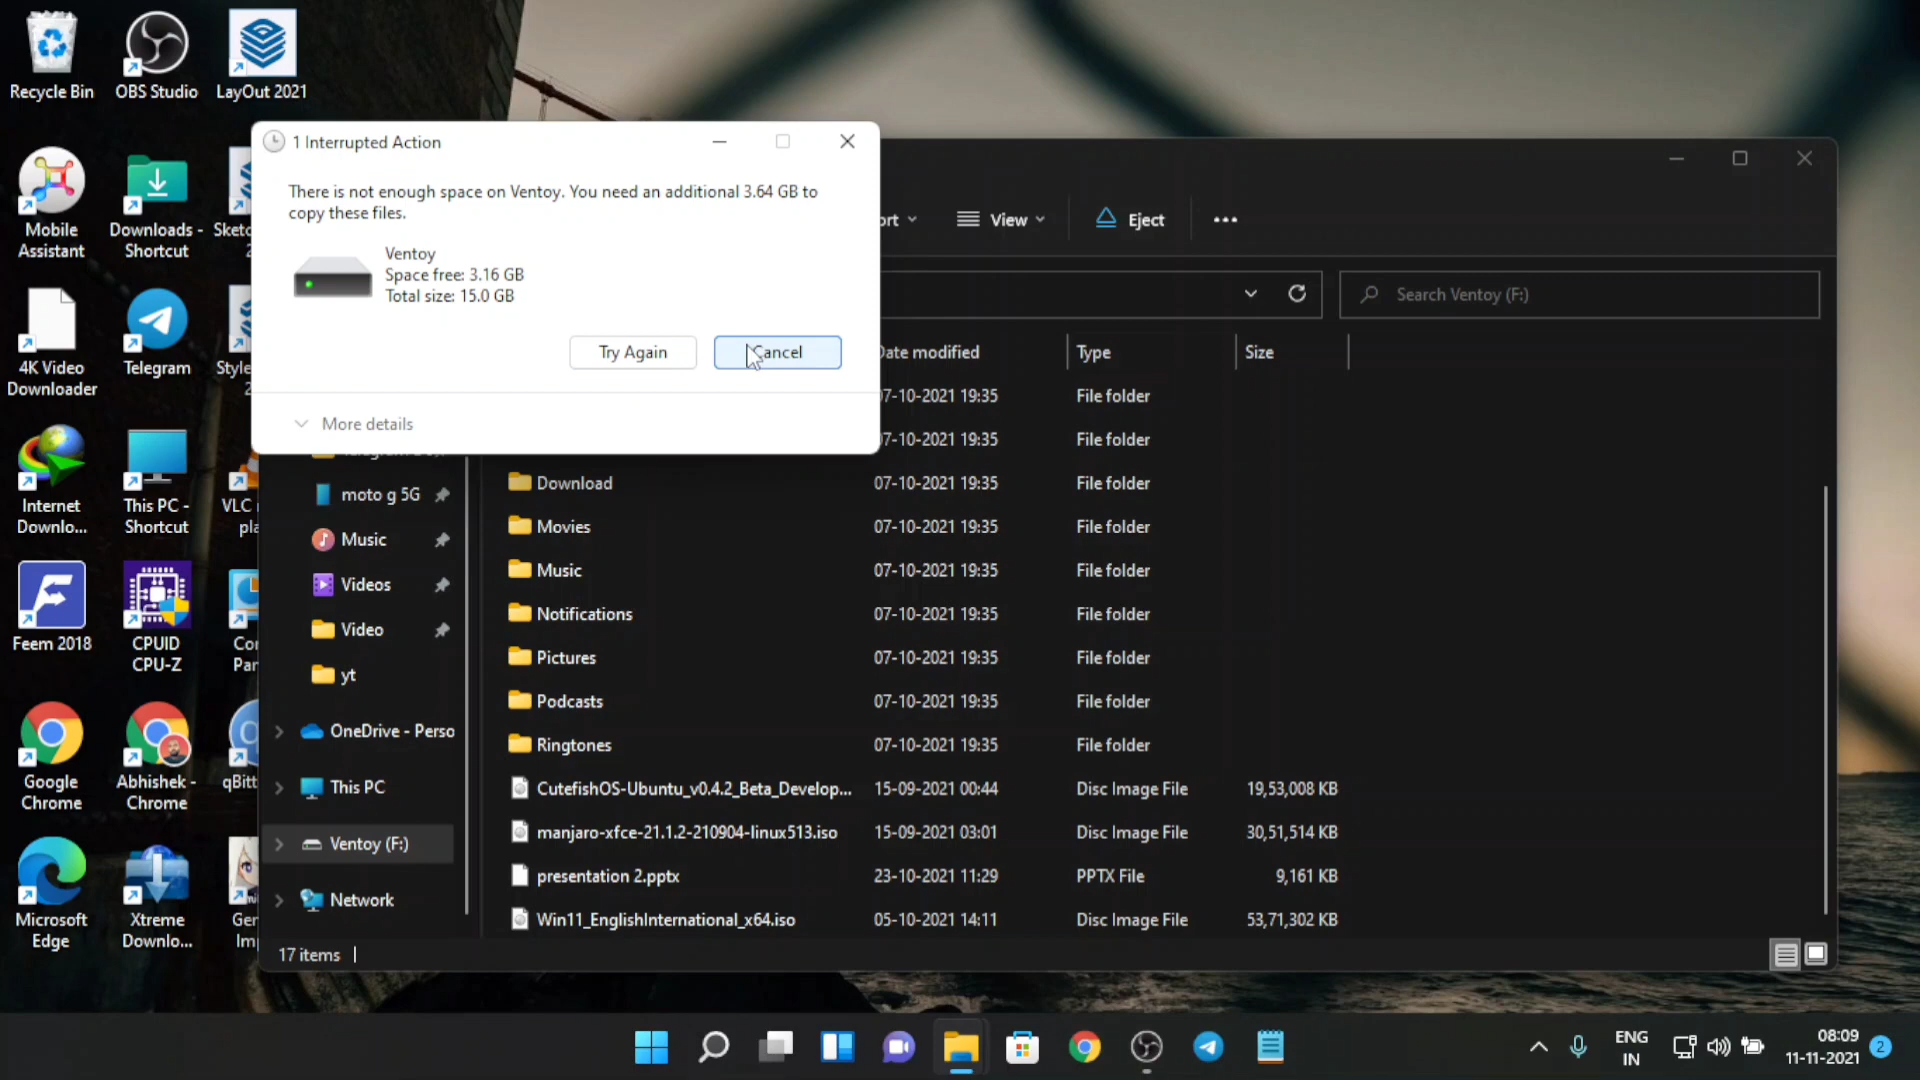 Recycle Bin
OBS Studio
LayOut 2021
1 Interrupted Action
There is not enough space on Ventoy. You need an additional 3.64 GB to
copy these files.
Ventoy
Space free: 3.16 GB
Total size: 15.0 GB
Try Again
Cancel
More details
Mobile
Assistant
Downloads -
Shortcut
Sketc
4K Video
Downloader
Telegram
Style
Internet
Downlo...
This PC -
Shortcut
VLC
pla
Feem 2018
CPUID
CPU-Z
Con
Par
Google
Chrome
Abhishek -
Chrome
qBitt
Microsoft
Edge
Xtreme
Downlo...
Gen
Im
ort
View
Eject
Search Ventoy (F:)
Date modified
Type
Size
07-10-2021 19:35
File folder
07-10-2021 19:35
File folder
Download
07-10-2021 19:35
File folder
Movies
07-10-2021 19:35
File folder
Music
07-10-2021 19:35
File folder
Notifications
07-10-2021 19:35
File folder
Pictures
07-10-2021 19:35
File folder
Podcasts
07-10-2021 19:35
File folder
Ringtones
07-10-2021 19:35
File folder
CutefishOS-Ubuntu_v0.4.2_Beta_Develop...
15-09-2021 00:44
Disc Image File
19,53,008 KB
manjaro-xfce-21.1.2-210904-linux513.iso
15-09-2021 03:01
Disc Image File
30,51,514 KB
presentation 2.pptx
23-10-2021 11:29
PPTX File
9,161 KB
Win11_EnglishInternational_x64.iso
05-10-2021 14:11
Disc Image File
53,71,302 KB
moto g 5G
Music
Videos
Video
yt
OneDrive - Perso
This PC
Ventoy (F:)
Network
17 items
ENG
IN
08:09
11-11-2021
2